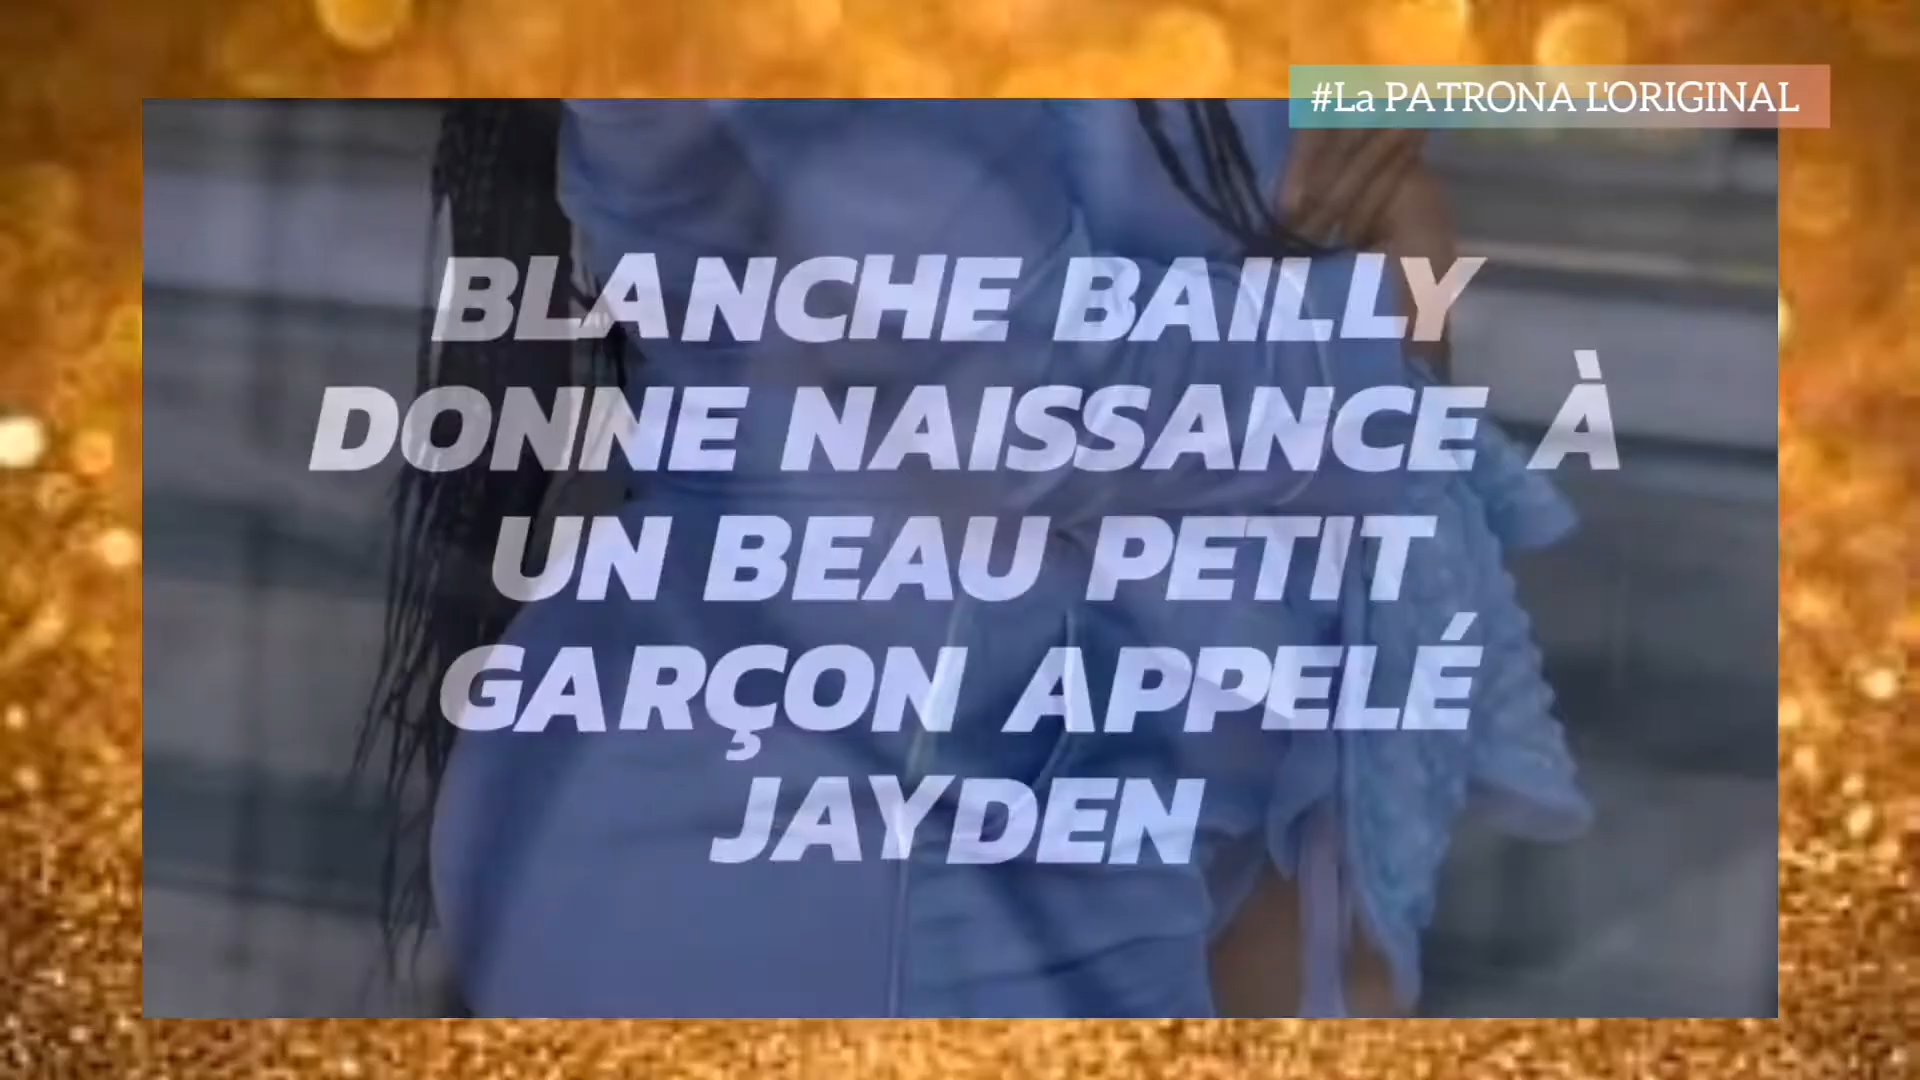 #La PATRONA L'ORIGINAL
BLANCHE BAILLY
DONNE NAISSANCE À
UN BEAU PETIT
GARÇON APPELÉ
JAYDEN